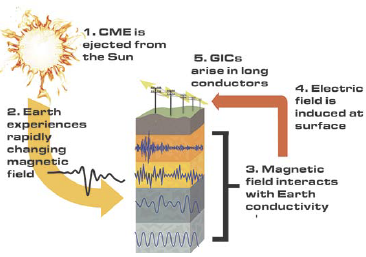 1. CME is
ejected from
the Sun
2. Earth
experiences
rapidly
changing
magnetic
field
3. Magnetic
field interacts
with Earth
conductivity
4. Electric
field is
induced at
surface
5. GICs
arise in long
conductors